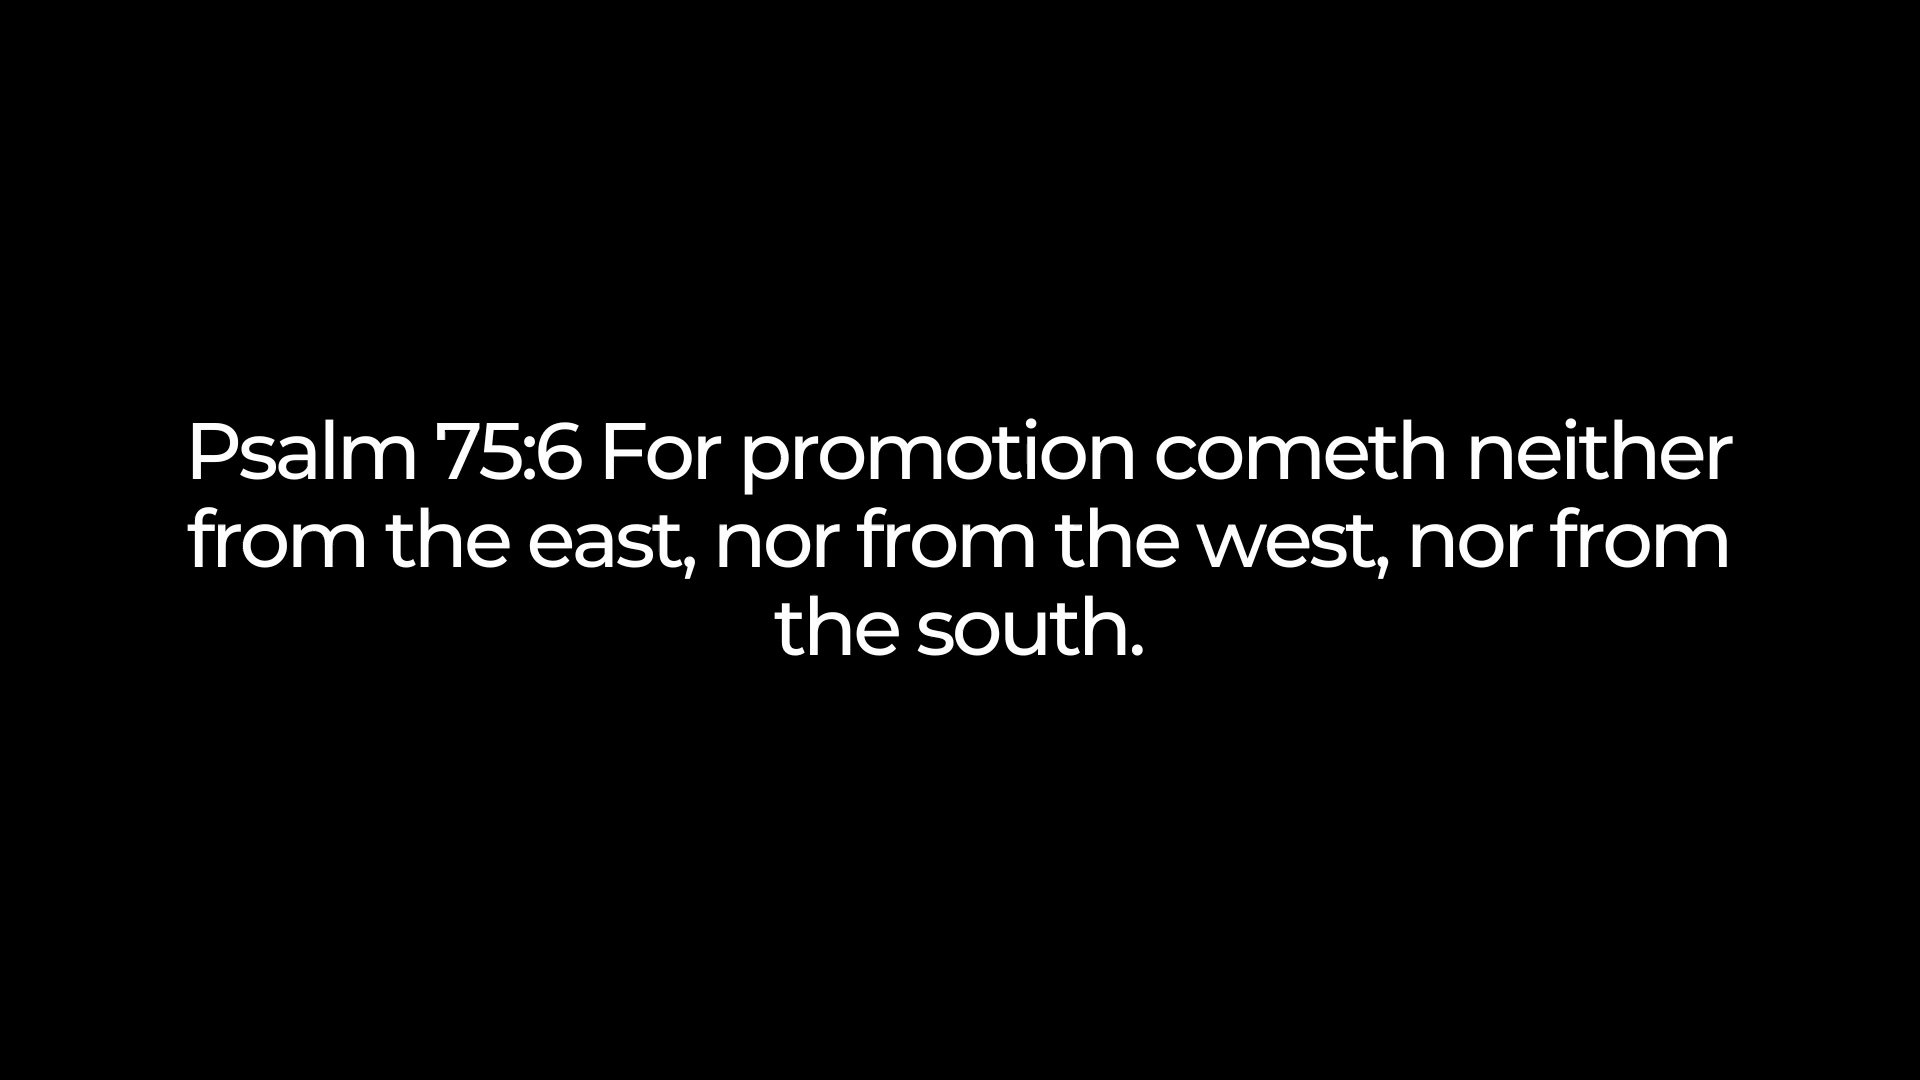 Psalm 75:6 For promotion cometh neither
from the east, nor from the west, nor from
the south.